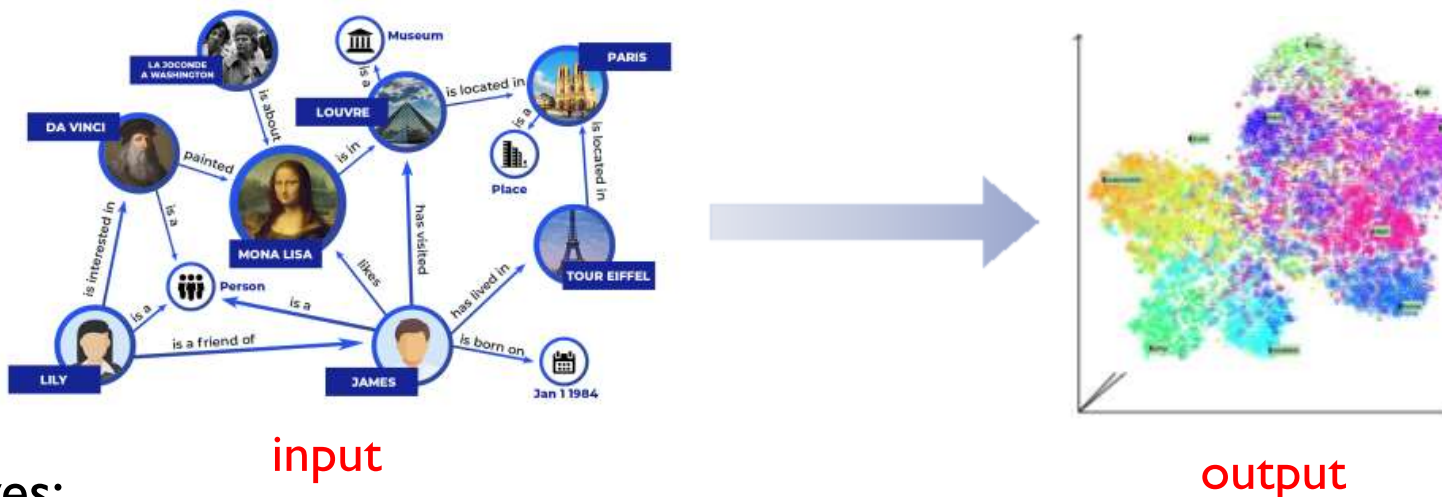 LA JOCONDE
A WASHINGTON
Museum
PARIS
is a
is located in
LOUVRE
is about
is a
DA VINCI
painted
is in
is located in
Place
is a
has visited
is interested in
MONA LISA
likes
TOUR EIFFEL
Person
has lived in
is a
is a
is a friend of
is born on
LILY
JAMES
Jan 1 1984
input
output